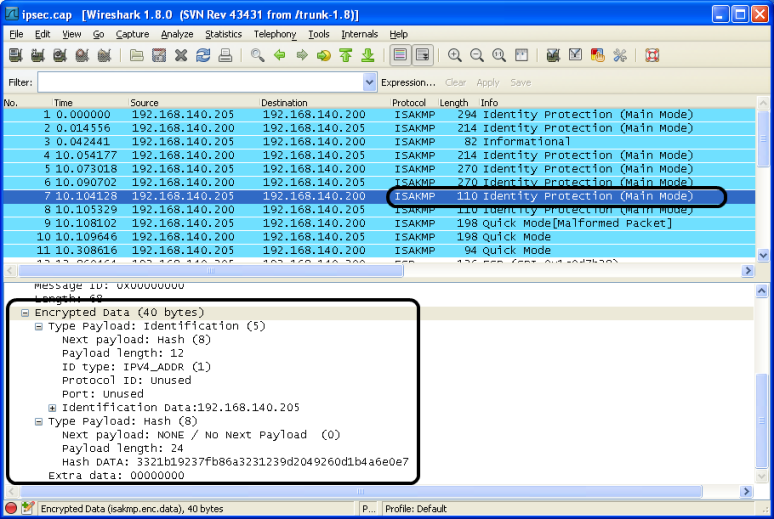 ipsec.cap [Wireshark 1.8.0 (SVN Rev 43431 from /trunk-1.8)]
File Edit View Go Capture Analyze Statistics Telephony Tools Internals Help
Filter: Expression... Clear Apply Save
No. Time Source Destination Protocol Length Info
1 0.000000 192.168.140.205 192.168.140.200 ISAKMP 294 Identity Protection (Main Mode)
2 0.014556 192.168.140.200 192.168.140.205 ISAKMP 214 Identity Protection (Main Mode)
3 0.042441 192.168.140.205 192.168.140.200 ISAKMP 82 Informational
4 10.054177 192.168.140.205 192.168.140.200 ISAKMP 214 Identity Protection (Main Mode)
5 10.073018 192.168.140.205 192.168.140.200 ISAKMP 270 Identity Protection (Main Mode)
6 10.090702 192.168.140.200 192.168.140.205 ISAKMP 270 Identity Protection (Main Mode)
7 10.104128 192.168.140.205 192.168.140.200 ISAKMP 110 Identity Protection (Main Mode)
8 10.105329 192.168.140.200 192.168.140.205 ISAKMP 110 Identity Protection (Main Mode)
9 10.108102 192.168.140.205 192.168.140.200 ISAKMP 198 Quick Mode[Malformed Packet]
10 10.109646 192.168.140.200 192.168.140.205 ISAKMP 198 Quick Mode
11 10.308616 192.168.140.205 192.168.140.200 ISAKMP 94 Quick Mode
Message ID: 0x00000000
Length: 68
Encrypted Data (40 bytes)
Type Payload: Identification (5)
Next payload: Hash (8)
Payload length: 12
ID type: IPV4_ADDR (1)
Protocol ID: Unused
Port: Unused
Identification Data:192.168.140.205
Type Payload: Hash (8)
Next payload: NONE / No Next Payload (0)
Payload length: 24
Hash DATA: 3321b19237fb86a3231239d2049260d1b4a6e0e7
Extra data: 00000000
Encrypted Data (isakmp.enc.data), 40 bytes P... Profile: Default